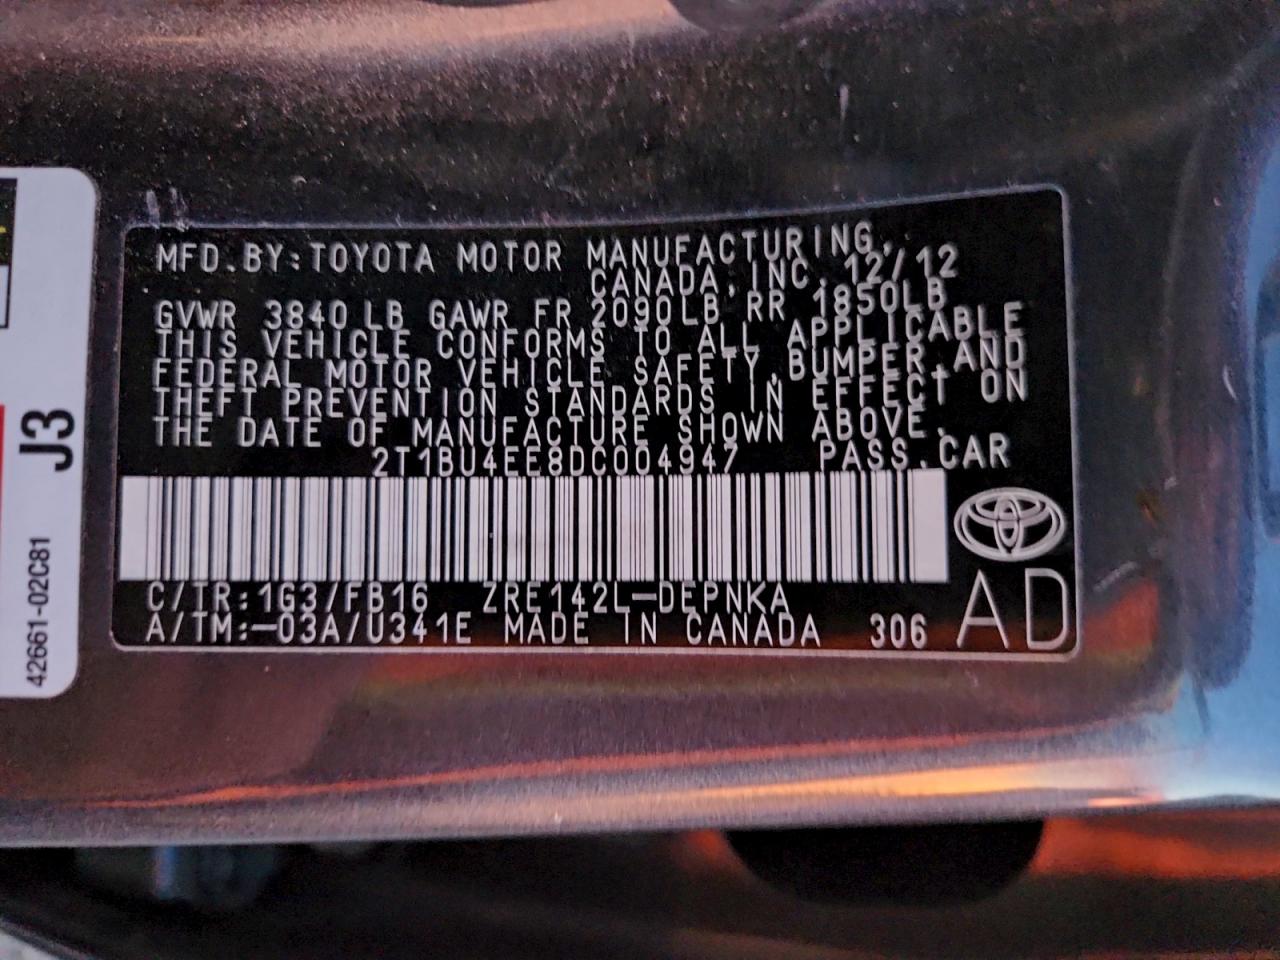 MFD.BY:TOYOTA MOTOR MANUFACTURING,
CANADA,INC. 12/12
GVWR 3840 LB GAWR FR 2090LB RR 1850LB
THIS VEHICLE CONFORMS TO ALL APPLICABLE
FEDERAL MOTOR VEHICLE SAFETY,BUMPER,AND
THEFT PREVENTION STANDARDS IN EFFECT ON
THE DATE OF MANUFACTURE SHOWN ABOVE.
2T1BU4EE8DC004947 PASS.CAR
C/TR:1G3/FB16 ZRE142L-DEPNKA
A/TM:-03A/U341E MADE IN CANADA 306
AD
J3
42661-02C81